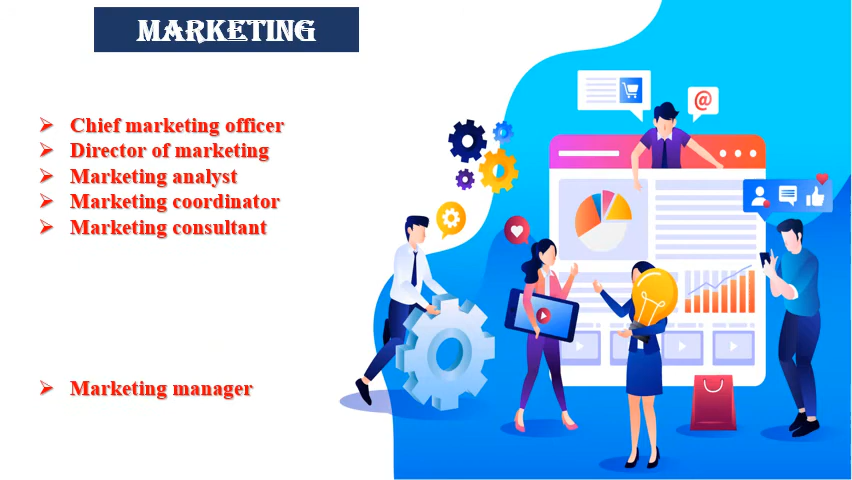 MARKETING
➢ Chief marketing officer
➢ Director of marketing
➢ Marketing analyst
➢ Marketing coordinator
➢ Marketing consultant
➢ Marketing manager
@